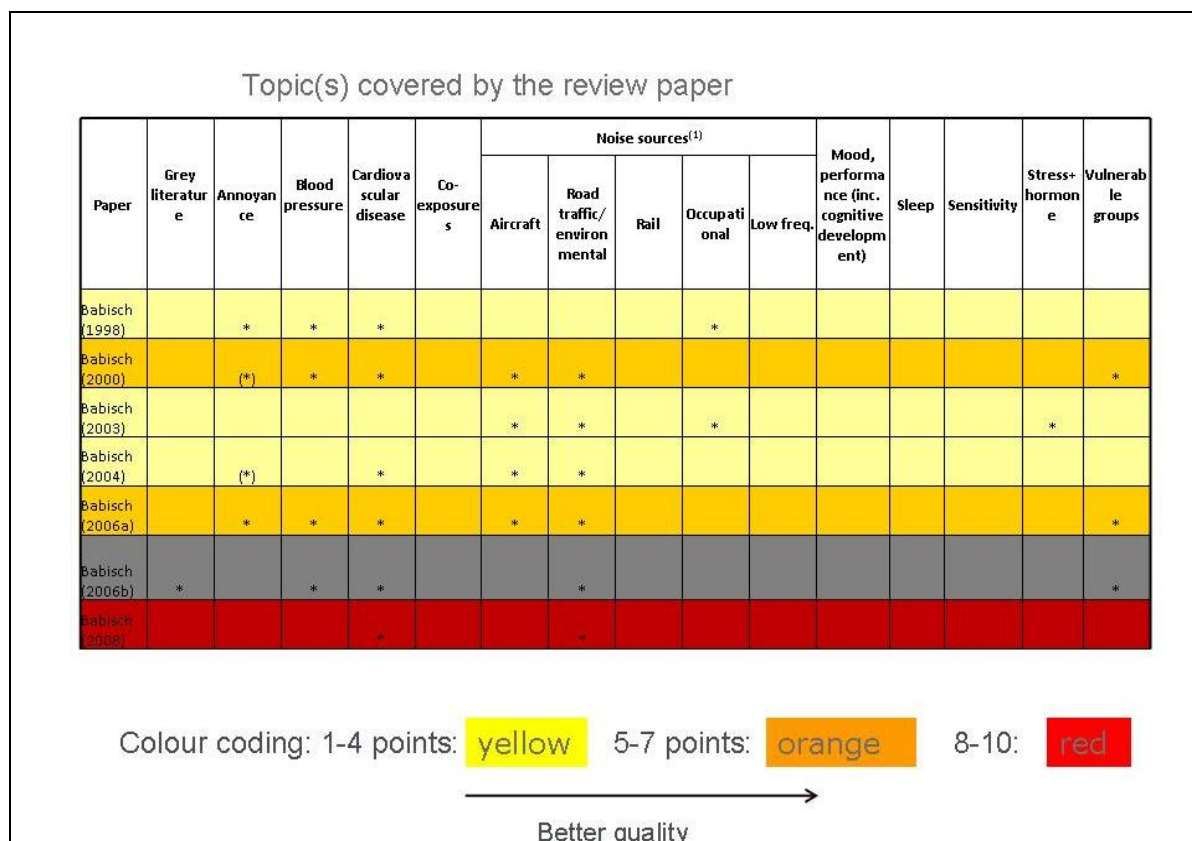 Topic(s) covered by the review paper
Paper
Grey
literatur
e
Annoyan
ce
Blood
pressure
Cardiova
scular
disease
Co-
exposure
s
Noise sources(1)
Aircraft
Road
traffic/
environ
mental
Rail
Occupati
onal
Low freq.
Mood,
performa
nce (inc.
cognitive
developm
ent)
Sleep
Sensitivity
Stress+
hormon
e
Vulnerab
le
groups
Babisch
(1998) * * * *
Babisch
(2000) (*) * * * * *
Babisch
(2003) * * * *
Babisch
(2004) (*) * * *
Babisch
(2006a) * * * * * *
Babisch
(2006b) * * * * *
Babisch
(2008) * *
Colour coding: 1-4 points: yellow 5-7 points: orange 8-10: red
Better quality